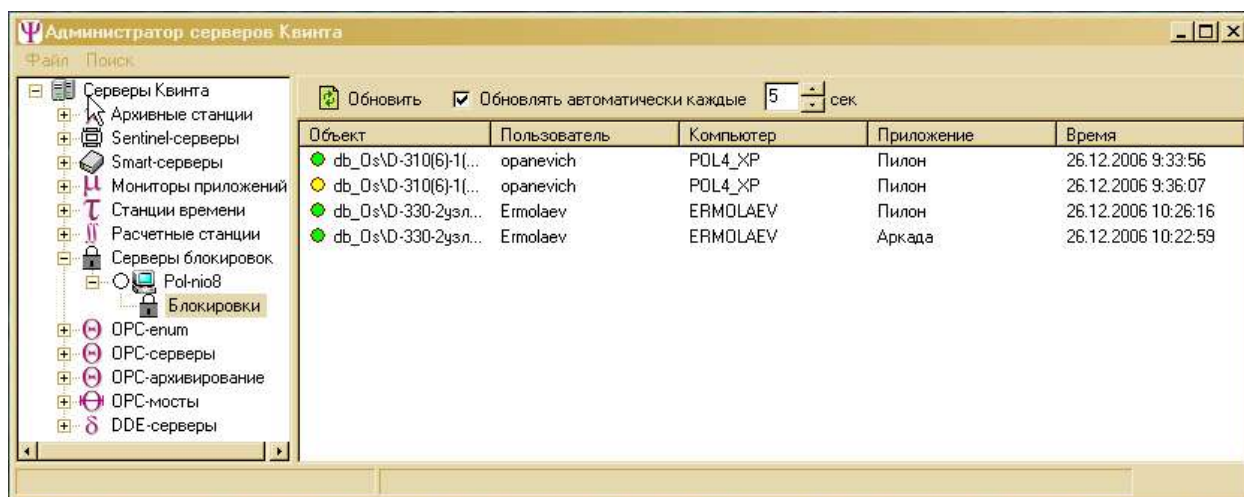 Администратор серверов Квинта
Файл Поиск
Серверы Квинта
Архивные станции
Sentinel-серверы
Smart-серверы
Мониторы приложений
Станции времени
Расчетные станции
Серверы блокировок
Pol-nio8
Блокировки
OPC-enum
OPC-серверы
OPC-архивирование
OPC-мосты
DDE-серверы
Обновить Обновлять автоматически каждые 5 сек
Объект Пользователь Компьютер Приложение Время
db_Os\D-310(6)-1(... opanevich POL4_XP Пилон 26.12.2006 9:33:56
db_Os\D-310(6)-1(... opanevich POL4_XP Пилон 26.12.2006 9:36:07
db_Os\D-330-2узл... Ermolaev ERMOLAEV Пилон 26.12.2006 10:26:16
db_Os\D-330-2узл... Ermolaev ERMOLAEV Аркада 26.12.2006 10:22:59